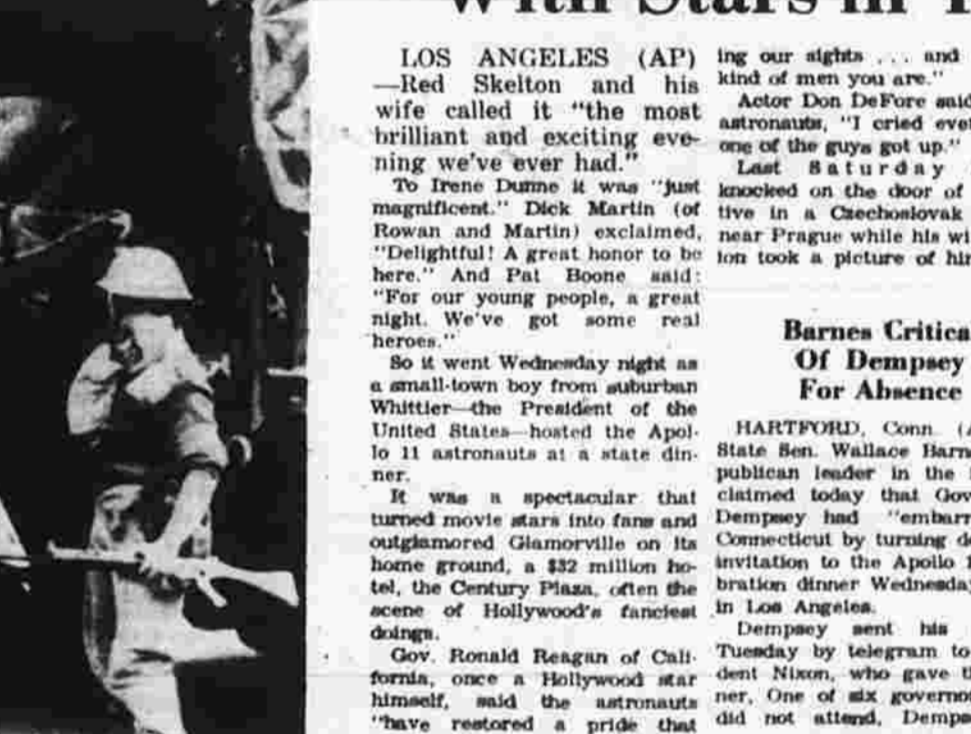 With Stars in
LOS ANGELES (AP)
—Red Skelton and his
wife called it "the most
brilliant and exciting eve-
ning we've ever had."
To Irene Dunne it was "just
magnificent." Dick Martin (of
Rowan and Martin) exclaimed,
"Delightful! A great honor to be
here." And Pat Boone said:
"For our young people, a great
night. We've got some real
heroes."
So it went Wednesday night as
a small-town boy from suburban
Whittier—the President of the
United States—hosted the Apol-
lo 11 astronauts at a state din-
ner.
It was a spectacular that
turned movie stars into fans and
outglamored Glamorville on its
home ground, a $32 million ho-
tel, the Century Plaza, often the
scene of Hollywood's fanciest
doings.
Gov. Ronald Reagan of Cali-
fornia, once a Hollywood star
himself, said the astronauts
"have restored a pride that
ing our sights . . . and
kind of men you are."
Actor Don DeFore said
astronauts, "I cried ever
one of the guys got up."
Last Saturday
knocked on the door of
tive in a Czechoslovak
near Prague while his wi
ion took a picture of him
Barnes Critica
Of Dempsey
For Absence
HARTFORD, Conn. (A
State Sen. Wallace Barn
publican leader in the
claimed today that Gov
Dempsey had "embarr
Connecticut by turning d
invitation to the Apollo 1
bration dinner Wednesday
in Los Angeles.
Dempsey sent his
Tuesday by telegram to
dent Nixon, who gave th
ner. One of six governo
did not attend, Demps